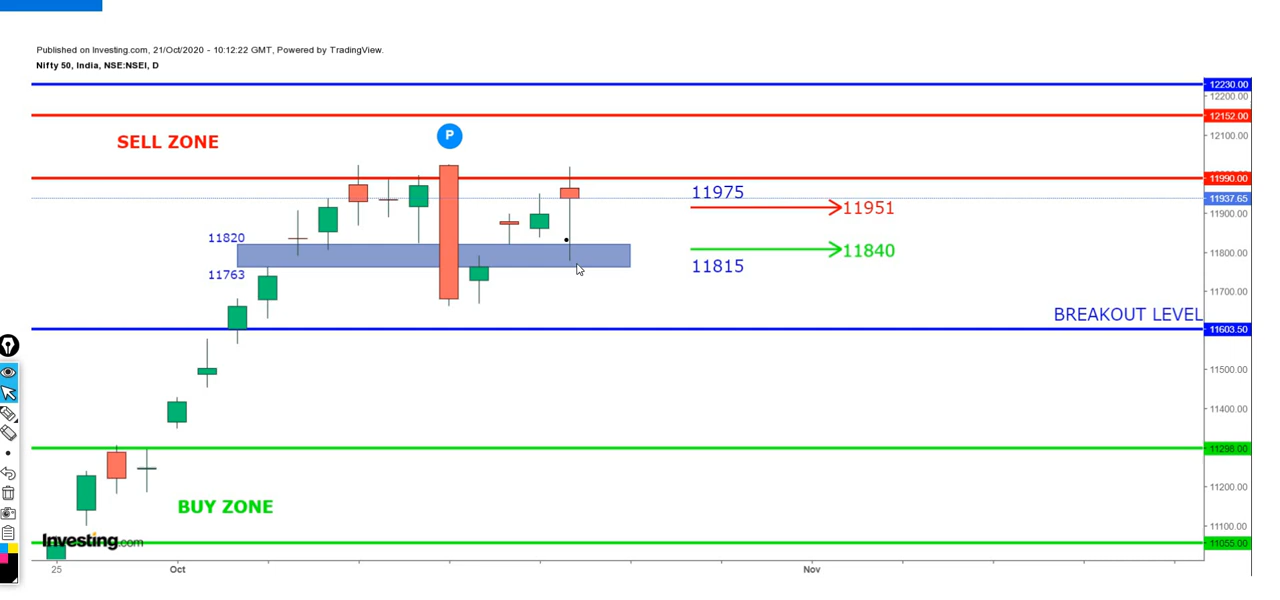 Published on Investing.com, 21/Oct/2020 - 10:12:22 GMT, Powered by TradingView.
Nifty 50, India, NSE:NSEI, D
12230.00
12200.00
12152.00
12100.00
SELL ZONE
P
11990.00
11975
11937.65
11951
11900.00
11820
11840
11800.00
11763
11815
11700.00
BREAKOUT LEVEL
11603.50
11500.00
11400.00
11298.00
11200.00
BUY ZONE
11100.00
Investing.com
11055.00
25
Oct
Nov